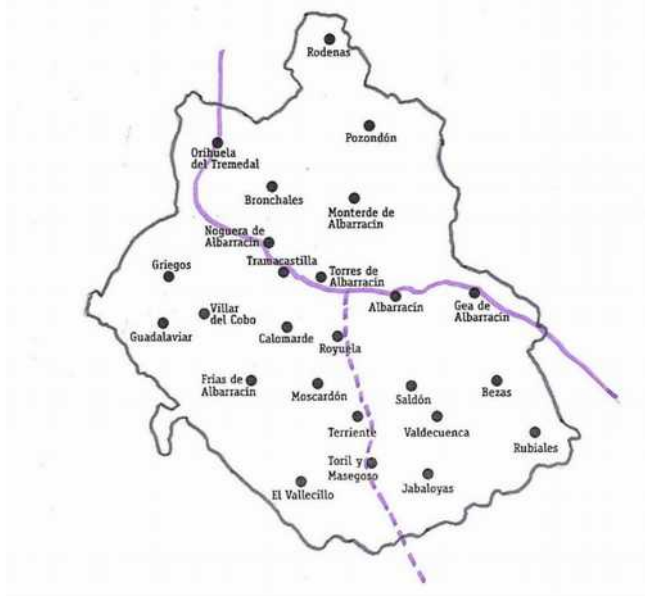 Rodenas
Pozondón
Orihuela
del Tremedal
Bronchales
Monterde de
Albarracín
Noguera de
Albarracín
Tramacastilla
Griegos
Torres de
Albarracín
Albarracín
Gea de
Albarracín
Villar
del Cobo
Guadalaviar
Calomarde
Royuela
Frías de
Albarracín
Moscardón
Saldón
Bezas
Terriente
Valdecuenca
Rubiales
Toril y
Masegoso
El Vallecillo
Jabaloyas